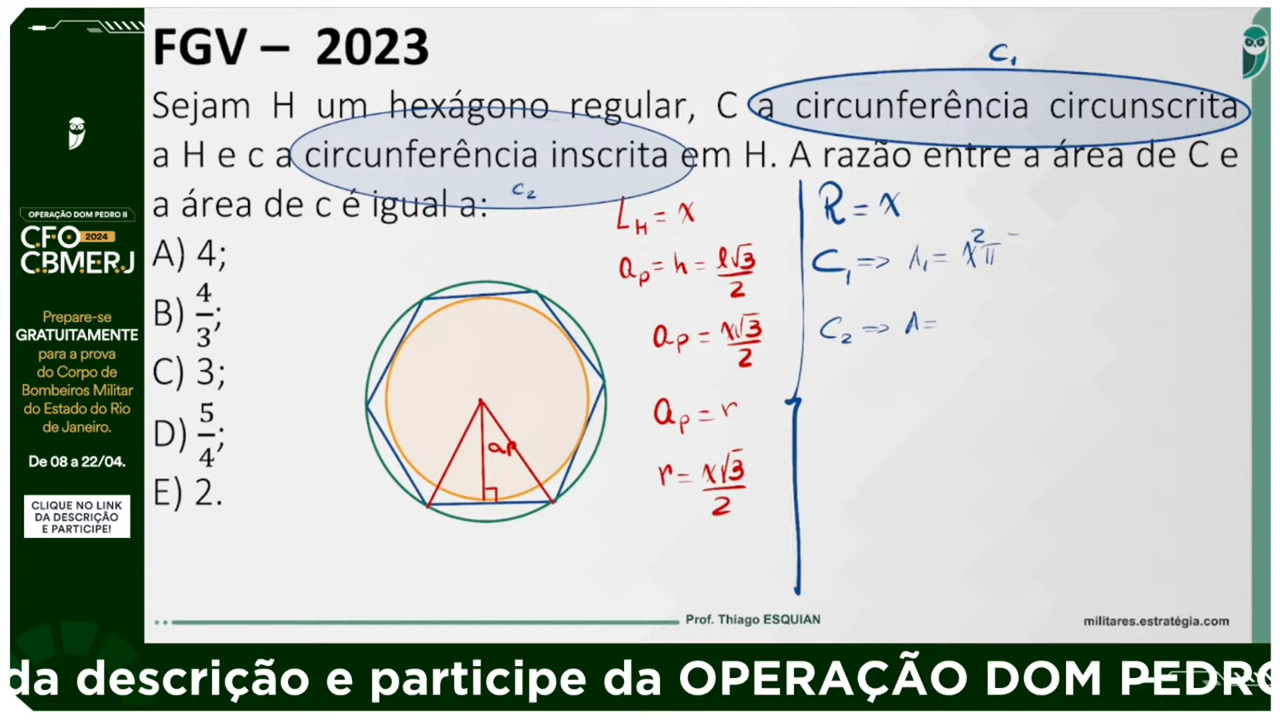 FGV – 2023
C₁
Sejam H um hexágono regular, C a circunferência circunscrita
a H e c a circunferência inscrita em H. A razão entre a área de C e
a área de c é igual a:
C₂
A) 4;
B) 4/3;
C) 3;
D) 5/4;
E) 2.
ap
L_H = x
a_p = h = l√3/2
a_p = x√3/2
a_p = r
r = x√3/2
R = x
C₁ => A₁ = x²π
C₂ => A =
OPERAÇÃO DOM PEDRO II
CFO 2024
CBMERJ
Prepare-se
GRATUITAMENTE
para a prova
do Corpo de
Bombeiros Militar
do Estado do Rio
de Janeiro.
De 08 a 22/04.
CLIQUE NO LINK
DA DESCRIÇÃO
E PARTICIPE!
Prof. Thiago ESQUIAN
militares.estratégia.com
da descrição e participe da OPERAÇÃO DOM PEDRO